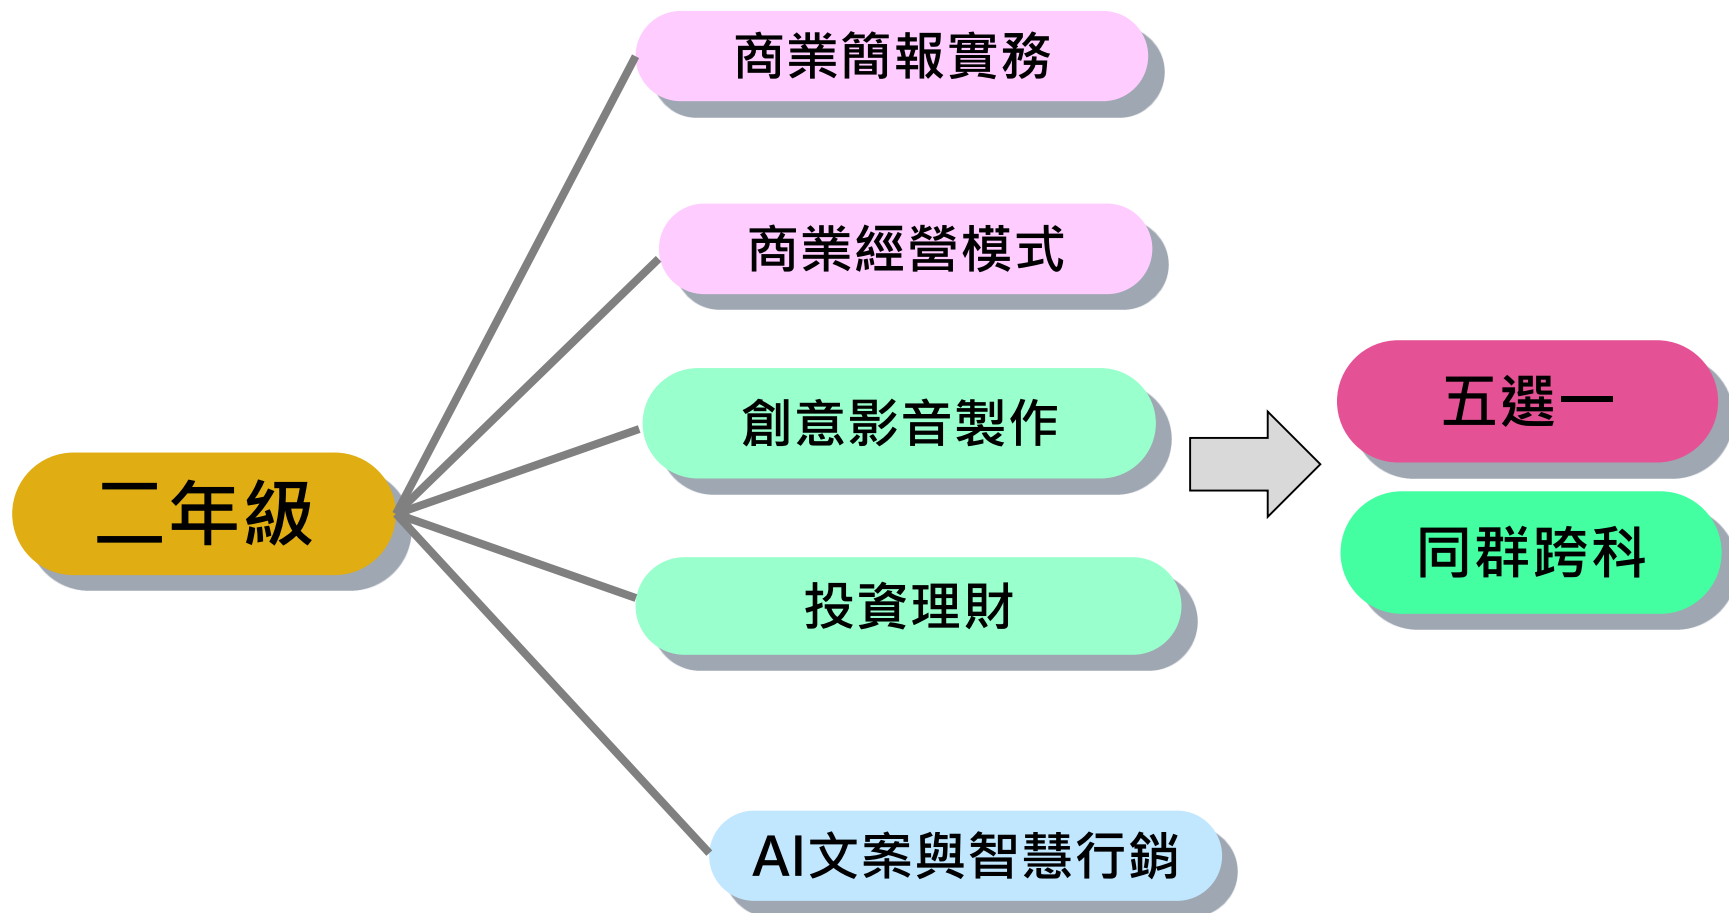 二年級
商業簡報實務
商業經營模式
創意影音製作
投資理財
AI文案與智慧行銷
五選一
同群跨科